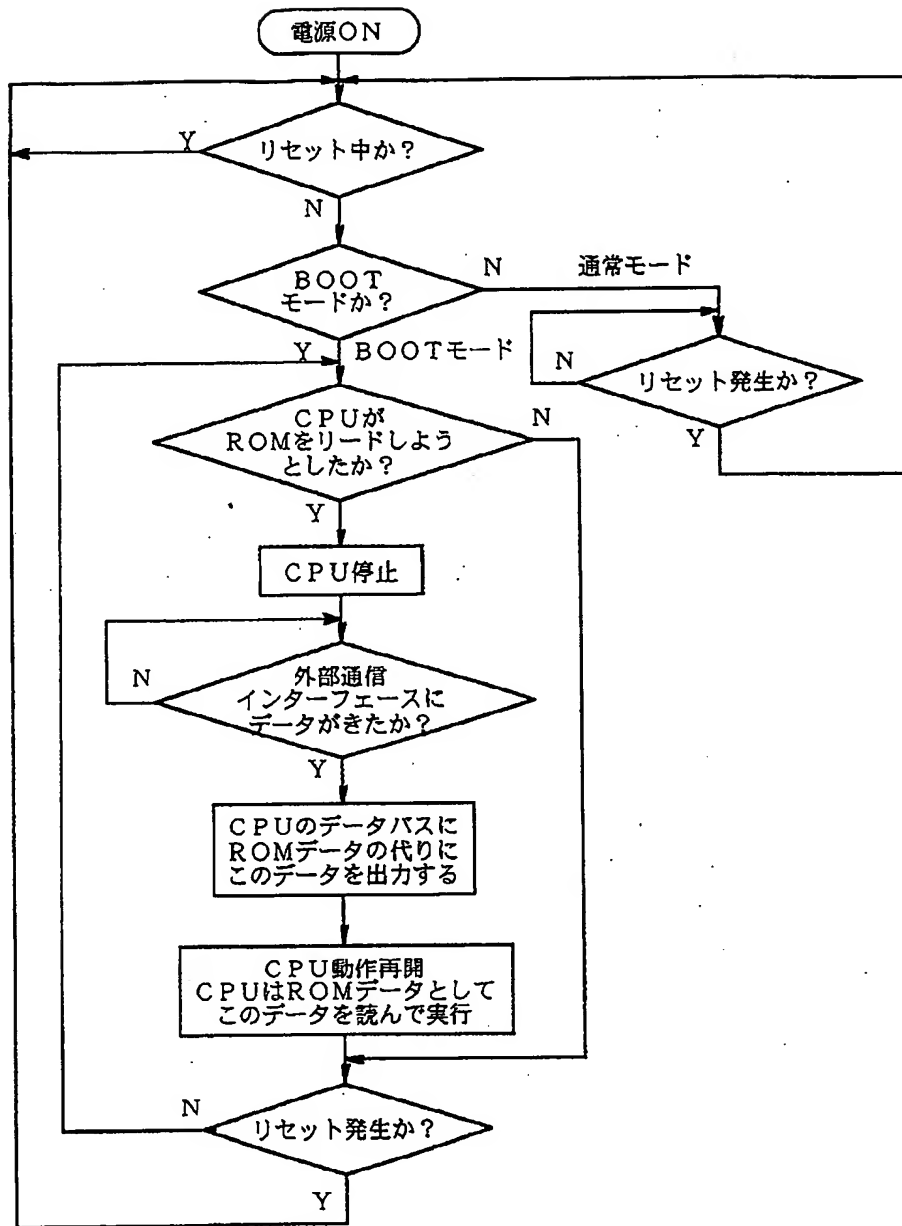 電源ON
Y
リセット中か？
N
BOOT
モードか？
N
通常モード
Y
BOOTモード
N
リセット発生か？
Y
CPUが
ROMをリードしよう
としたか？
N
Y
CPU停止
N
外部通信
インターフェースに
データがきたか？
Y
CPUのデータバスに
ROMデータの代りに
このデータを出力する
CPU動作再開
CPUはROMデータとして
このデータを読んで実行
N
リセット発生か？
Y